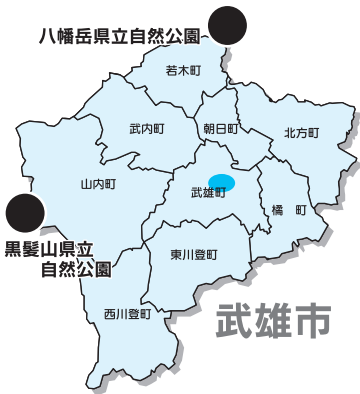 八幡岳県立自然公園
若木町
武内町
朝日町
北方町
山内町
武雄町
橘　町
黒髪山県立
自然公園
東川登町
西川登町
武雄市